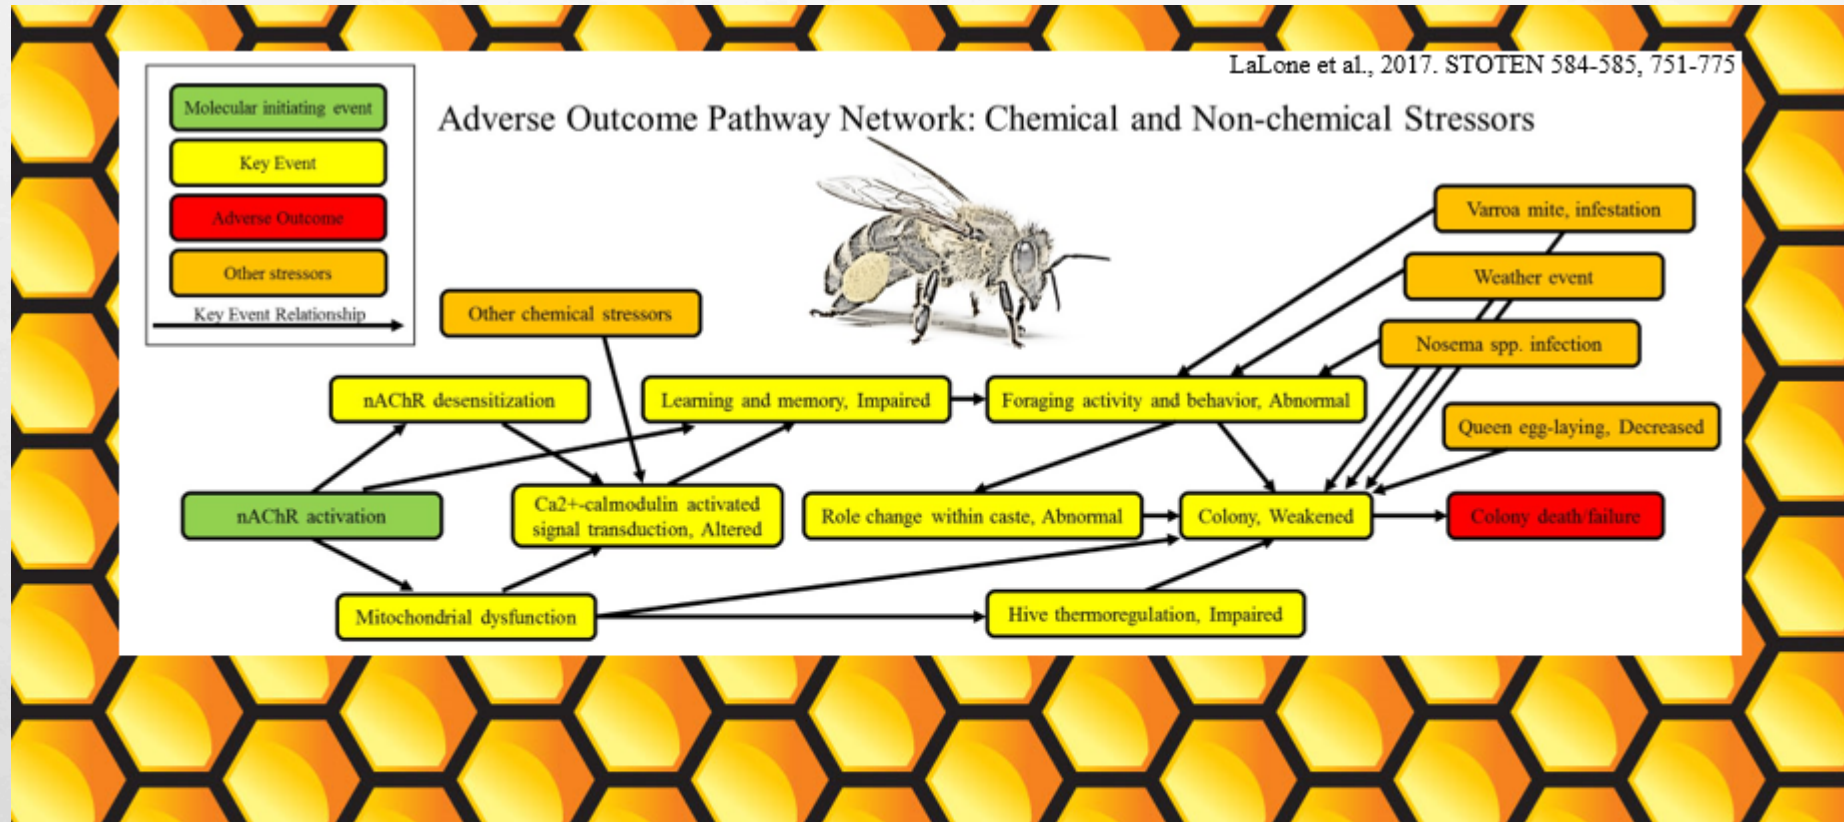 LaLone et al., 2017. STOTEN 584-585, 751-775
Adverse Outcome Pathway Network: Chemical and Non-chemical Stressors
Molecular initiating event
Key Event
Adverse Outcome
Other stressors
Key Event Relationship
Varroa mite, infestation
Weather event
Other chemical stressors
Nosema spp. infection
nAChR desensitization
Learning and memory, Impaired
Foraging activity and behavior, Abnormal
Queen egg-laying, Decreased
nAChR activation
Ca2+-calmodulin activated
signal transduction, Altered
Role change within caste, Abnormal
Colony, Weakened
Colony death/failure
Mitochondrial dysfunction
Hive thermoregulation, Impaired